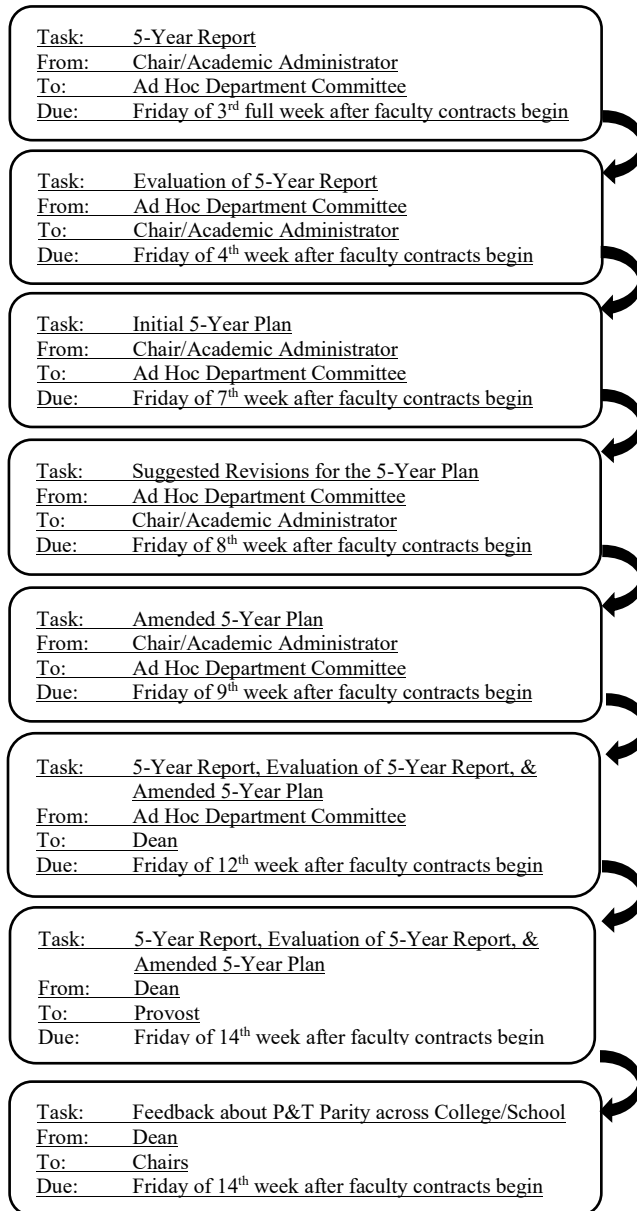 Task: 5-Year Report
From: Chair/Academic Administrator
To: Ad Hoc Department Committee
Due: Friday of 3rd full week after faculty contracts begin
Task: Evaluation of 5-Year Report
From: Ad Hoc Department Committee
To: Chair/Academic Administrator
Due: Friday of 4th week after faculty contracts begin
Task: Initial 5-Year Plan
From: Chair/Academic Administrator
To: Ad Hoc Department Committee
Due: Friday of 7th week after faculty contracts begin
Task: Suggested Revisions for the 5-Year Plan
From: Ad Hoc Department Committee
To: Chair/Academic Administrator
Due: Friday of 8th week after faculty contracts begin
Task: Amended 5-Year Plan
From: Chair/Academic Administrator
To: Ad Hoc Department Committee
Due: Friday of 9th week after faculty contracts begin
Task: 5-Year Report, Evaluation of 5-Year Report, &
Amended 5-Year Plan
From: Ad Hoc Department Committee
To: Dean
Due: Friday of 12th week after faculty contracts begin
Task: 5-Year Report, Evaluation of 5-Year Report, &
Amended 5-Year Plan
From: Dean
To: Provost
Due: Friday of 14th week after faculty contracts begin
Task: Feedback about P&T Parity across College/School
From: Dean
To: Chairs
Due: Friday of 14th week after faculty contracts begin